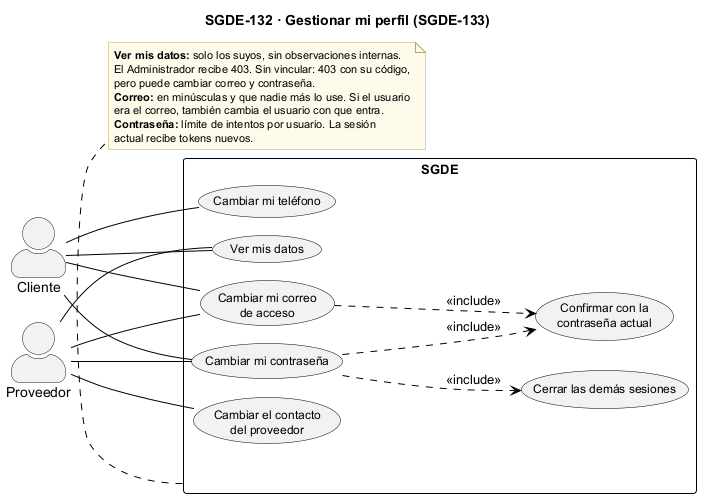 SGDE-132 · Gestionar mi perfil (SGDE-133)
Ver mis datos: solo los suyos, sin observaciones internas.
El Administrador recibe 403. Sin vincular: 403 con su código,
pero puede cambiar correo y contraseña.
Correo: en minúsculas y que nadie más lo use. Si el usuario
era el correo, también cambia el usuario con que entra.
Contraseña: límite de intentos por usuario. La sesión
actual recibe tokens nuevos.
SGDE
Cambiar mi teléfono
Ver mis datos
Cliente
Cambiar mi correo
de acceso
«include»
Confirmar con la
contraseña actual
«include»
Proveedor
Cambiar mi contraseña
«include»
Cerrar las demás sesiones
Cambiar el contacto
del proveedor